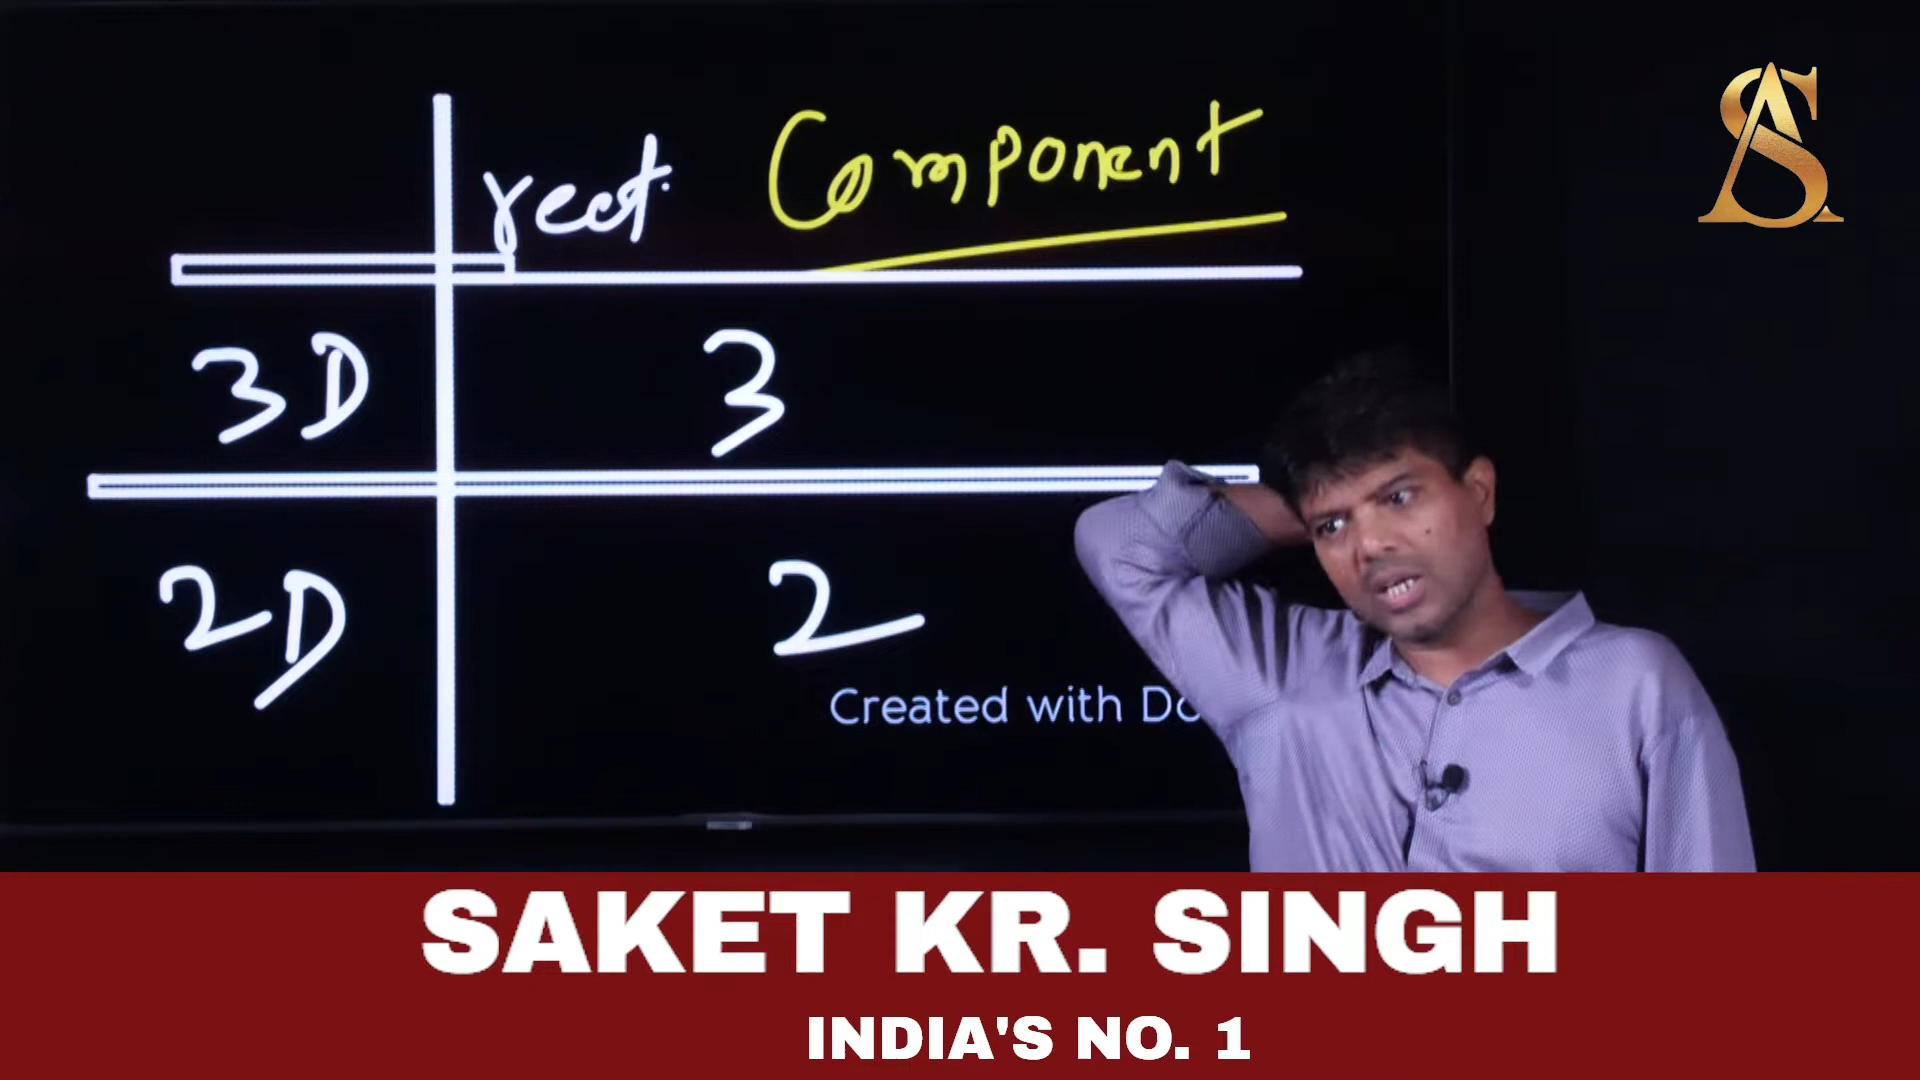 rect. Component
3D 3
2D 2
Created with Do
SAKET KR. SINGH
INDIA'S NO. 1